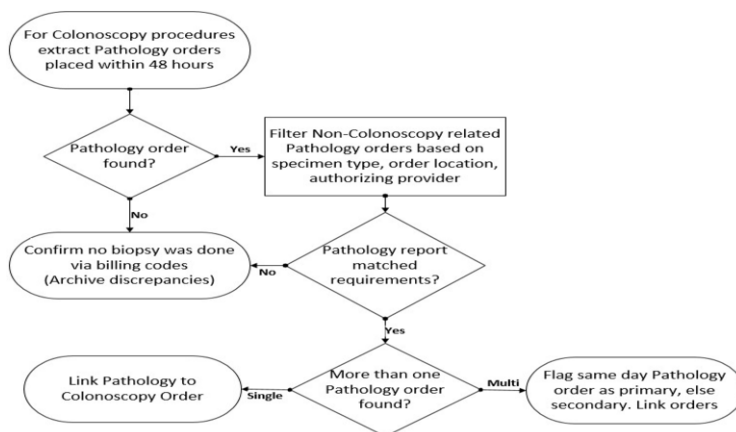 For Colonoscopy procedures
extract Pathology orders
placed within 48 hours
Pathology order
found?
Yes
Filter Non-Colonoscopy related
Pathology orders based on
specimen type, order location,
authorizing provider
No
Confirm no biopsy was done
via billing codes
(Archive discrepancies)
No
Pathology report
matched
requirements?
Yes
Link Pathology to
Colonoscopy Order
Single
More than one
Pathology order
found?
Multi
Flag same day Pathology
order as primary, else
secondary. Link orders